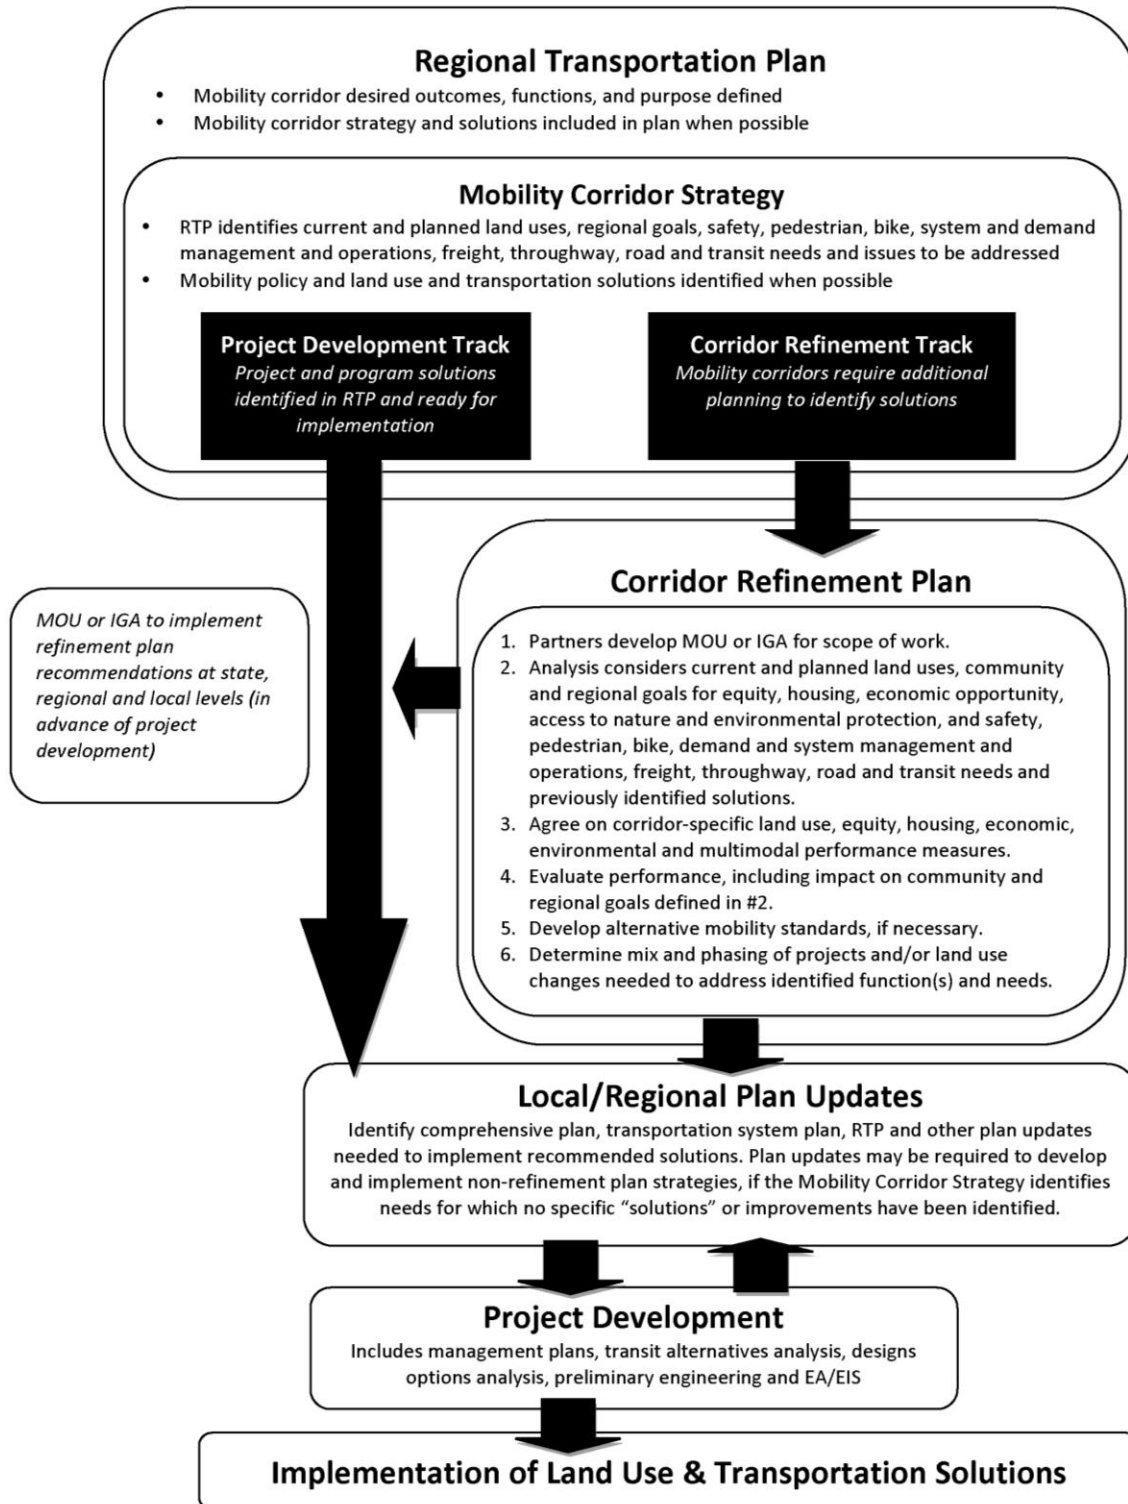 Regional Transportation Plan
• Mobility corridor desired outcomes, functions, and purpose defined
• Mobility corridor strategy and solutions included in plan when possible
Mobility Corridor Strategy
• RTP identifies current and planned land uses, regional goals, safety, pedestrian, bike, system and demand
management and operations, freight, throughway, road and transit needs and issues to be addressed
• Mobility policy and land use and transportation solutions identified when possible
Project Development Track
Project and program solutions
identified in RTP and ready for
implementation
Corridor Refinement Track
Mobility corridors require additional
planning to identify solutions
MOU or IGA to implement
refinement plan
recommendations at state,
regional and local levels (in
advance of project
development)
Corridor Refinement Plan
1. Partners develop MOU or IGA for scope of work.
2. Analysis considers current and planned land uses, community
and regional goals for equity, housing, economic opportunity,
access to nature and environmental protection, and safety,
pedestrian, bike, demand and system management and
operations, freight, throughway, road and transit needs and
previously identified solutions.
3. Agree on corridor-specific land use, equity, housing, economic,
environmental and multimodal performance measures.
4. Evaluate performance, including impact on community and
regional goals defined in #2.
5. Develop alternative mobility standards, if necessary.
6. Determine mix and phasing of projects and/or land use
changes needed to address identified function(s) and needs.
Local/Regional Plan Updates
Identify comprehensive plan, transportation system plan, RTP and other plan updates
needed to implement recommended solutions. Plan updates may be required to develop
and implement non-refinement plan strategies, if the Mobility Corridor Strategy identifies
needs for which no specific “solutions” or improvements have been identified.
Project Development
Includes management plans, transit alternatives analysis, designs
options analysis, preliminary engineering and EA/EIS
Implementation of Land Use & Transportation Solutions